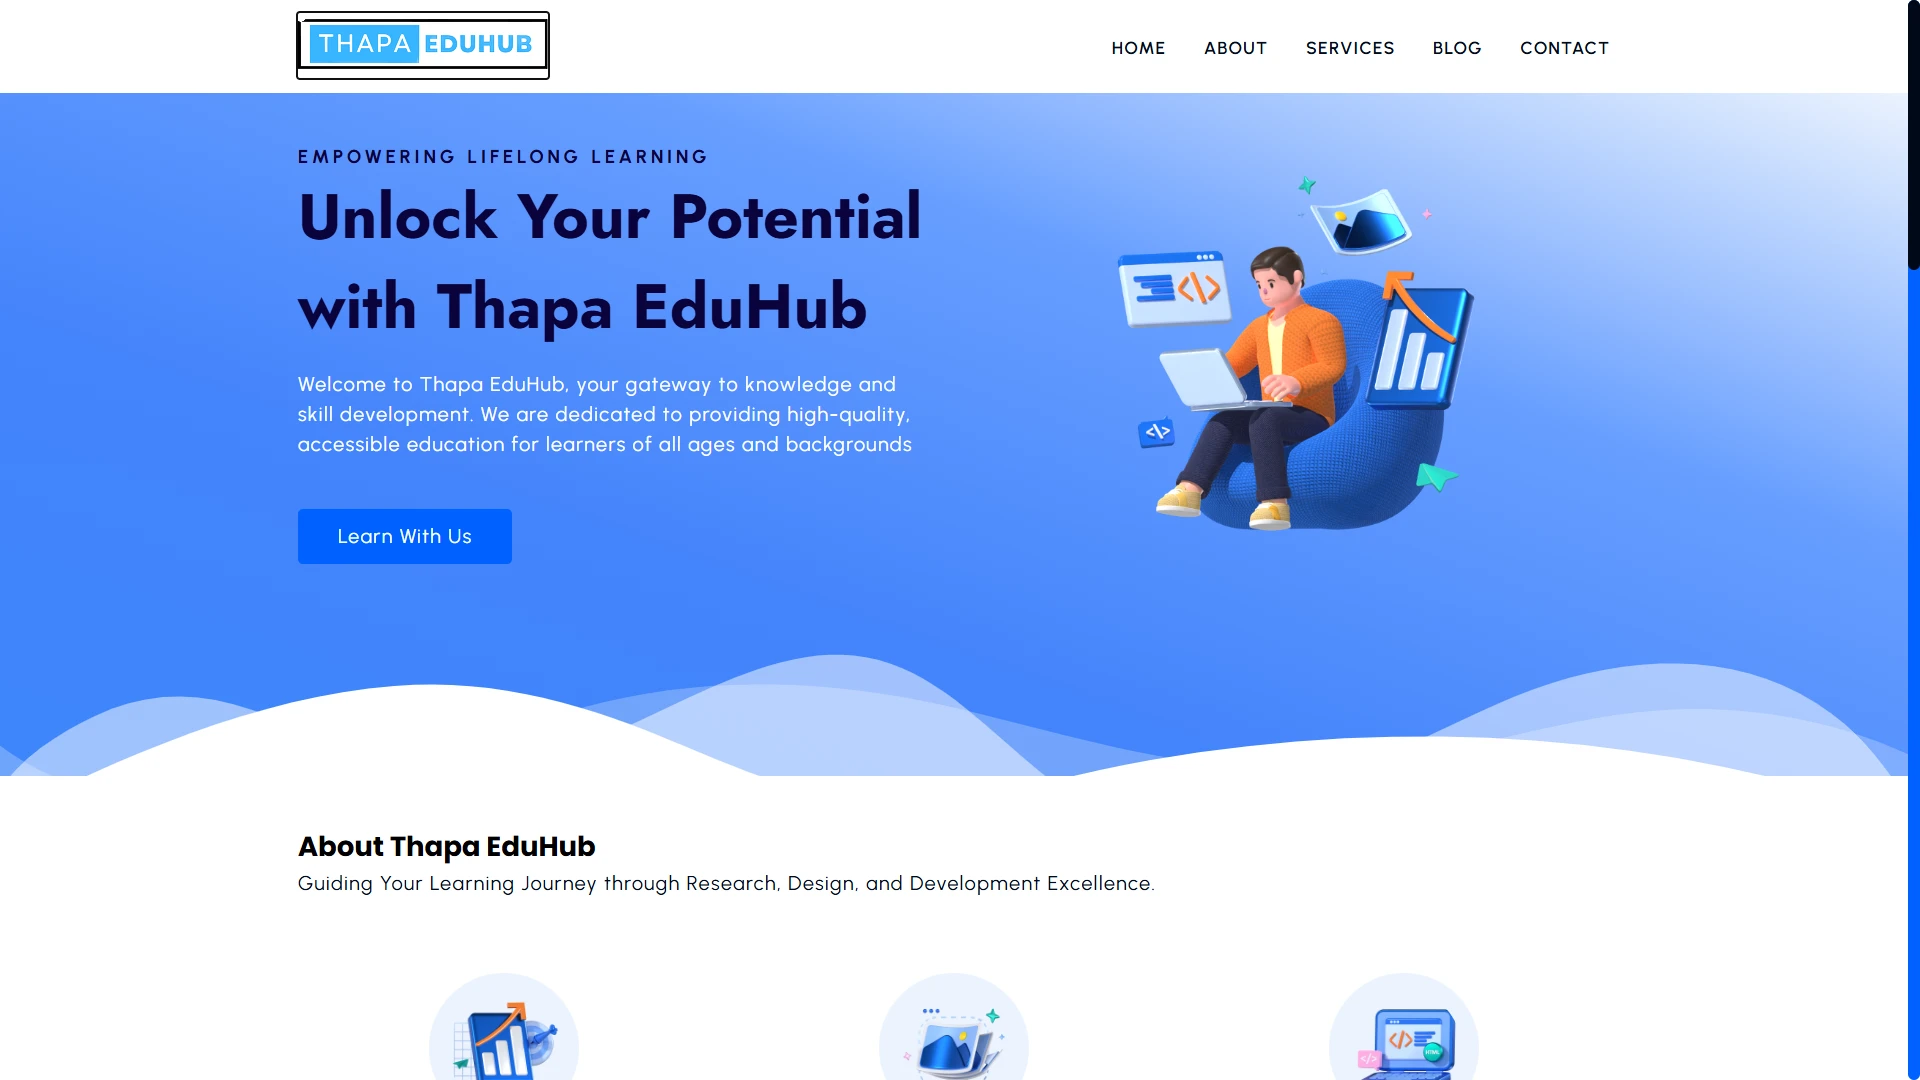 THAPA EDUHUB
HOME ABOUT SERVICES BLOG CONTACT
EMPOWERING LIFELONG LEARNING
Unlock Your Potential
with Thapa EduHub
Welcome to Thapa EduHub, your gateway to knowledge and
skill development. We are dedicated to providing high-quality,
accessible education for learners of all ages and backgrounds
Learn With Us
About Thapa EduHub
Guiding Your Learning Journey through Research, Design, and Development Excellence.
HTML